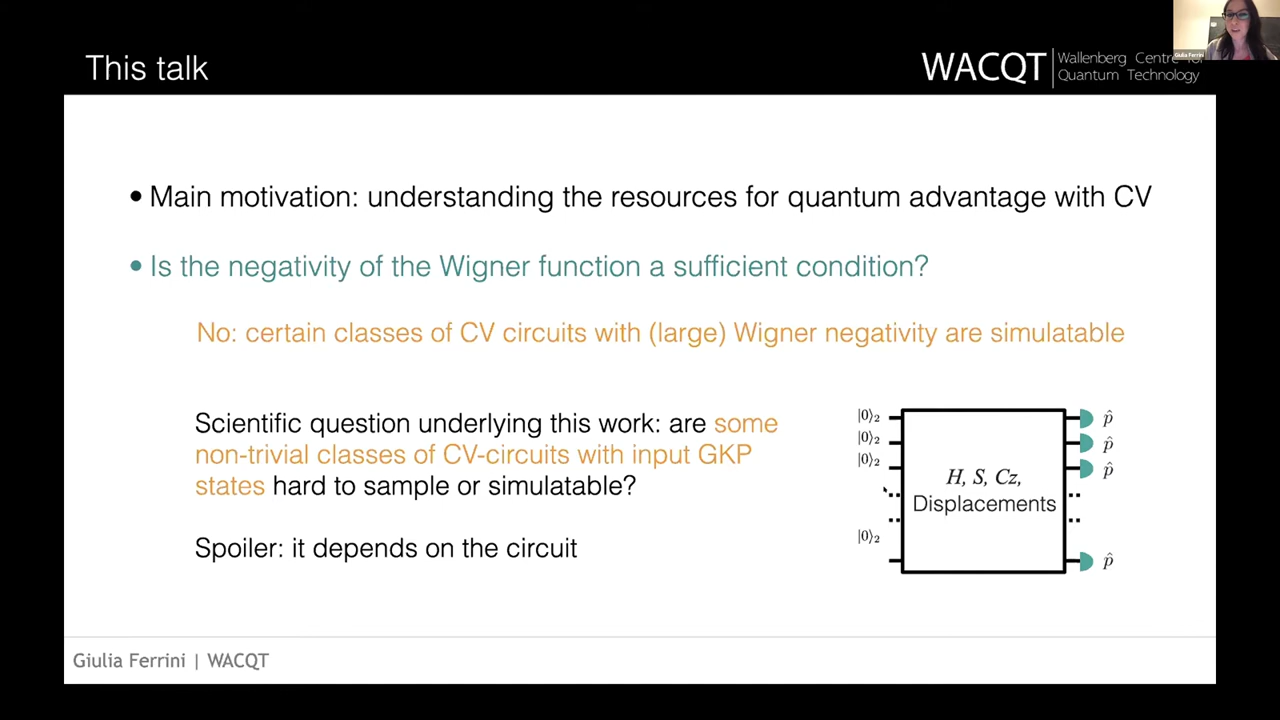 This talk
WACQT
Wallenberg Centre for
Quantum Technology
Giulia Ferrini
• Main motivation: understanding the resources for quantum advantage with CV
• Is the negativity of the Wigner function a sufficient condition?
No: certain classes of CV circuits with (large) Wigner negativity are simulatable
Scientific question underlying this work: are some
non-trivial classes of CV-circuits with input GKP
states hard to sample or simulatable?
Spoiler: it depends on the circuit
|0⟩₂
|0⟩₂
|0⟩₂
|0⟩₂
H, S, Cz,
Displacements
p̂
p̂
p̂
p̂
Giulia Ferrini | WACQT